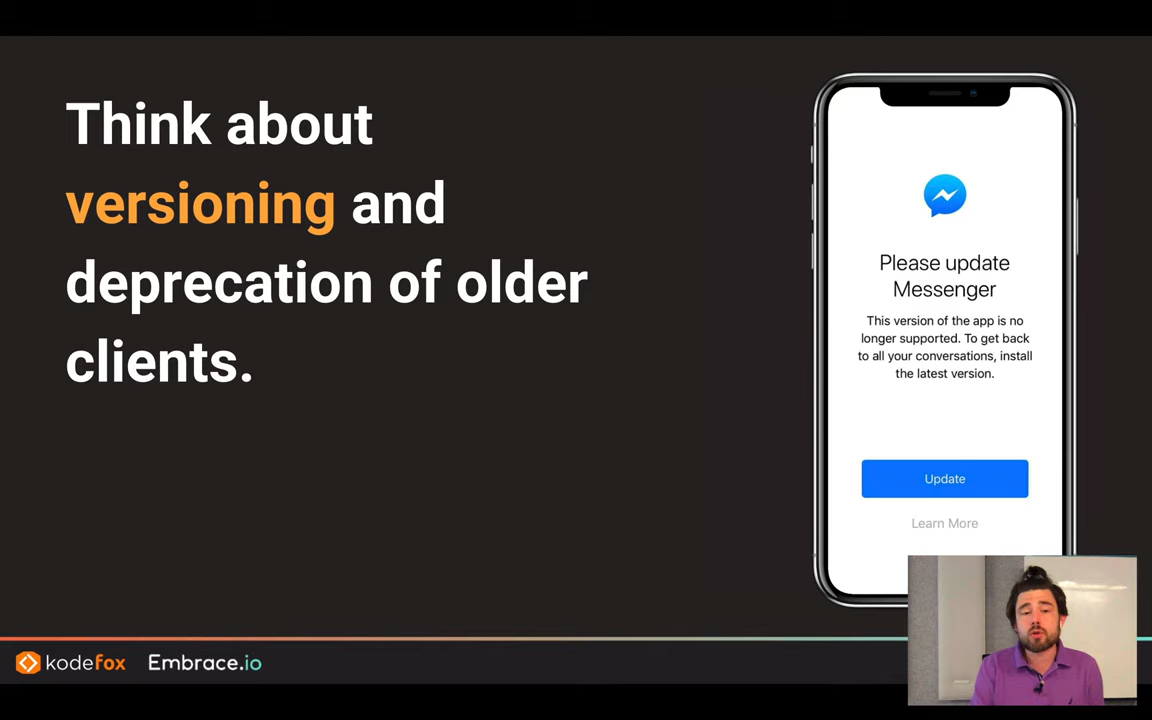 Think about
versioning and
deprecation of older
clients.
Please update
Messenger
This version of the app is no
longer supported. To get back
to all your conversations, install
the latest version.
Update
Learn More
kodefox Embrace.io